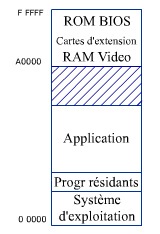 F FFFF
ROM BIOS
Cartes d'extension
RAM Video
A0000
Application
Progr résidants
Système
d'exploitation
0 0000